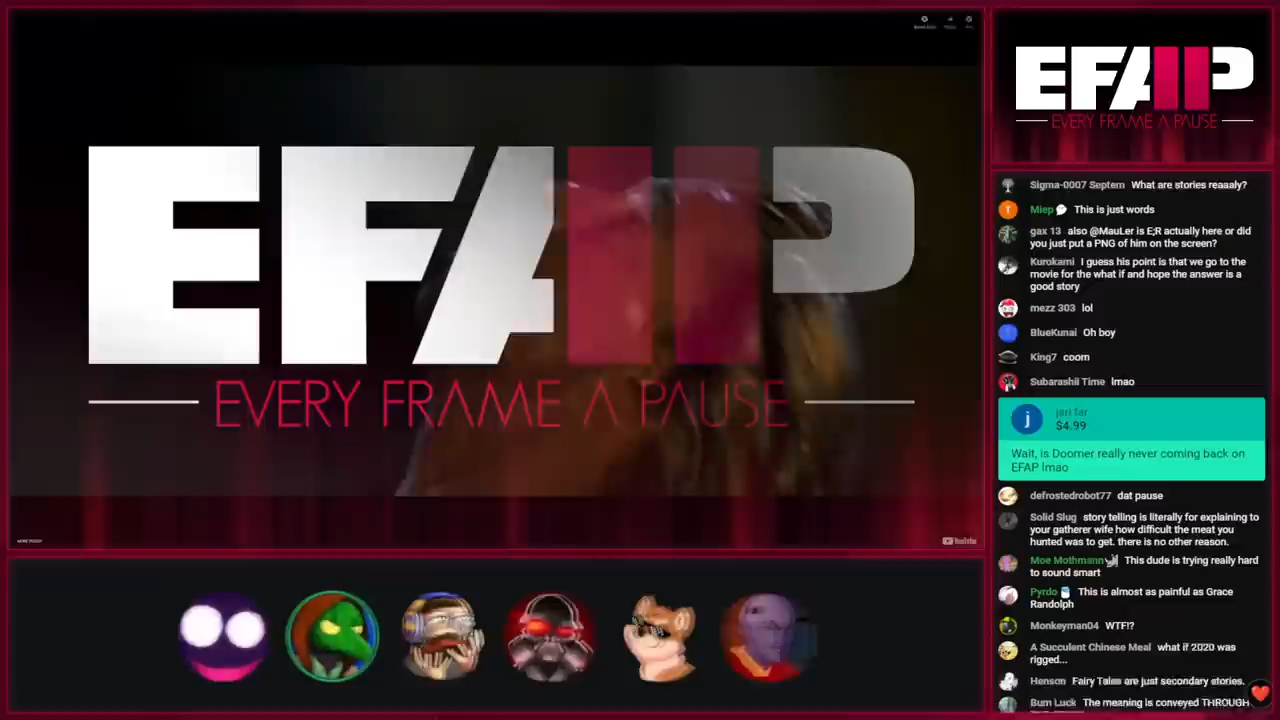 EFAP
EVERY FRAME A PAUSE
YouTube
EFAP
EVERY FRAME A PAUSE
Sigma-0007 Septem What are stories reaaaly?
Miep This is just words
gax 13 also @MauLer is E;R actually here or did
you just put a PNG of him on the screen?
Kurokami I guess his point is that we go to the
movie for the what if and hope the answer is a
good story
mezz 303 lol
BlueKunai Oh boy
King7 coom
Subarashii Time lmao
j
jari far
$4.99
Wait, is Doomer really never coming back on
EFAP lmao
defrostedrobot77 dat pause
Solid Slug story telling is literally for explaining to
your gatherer wife how difficult the meat you
hunted was to get. there is no other reason.
Moe Mothmann This dude is trying really hard
to sound smart
Pyrdo This is almost as painful as Grace
Randolph
Monkeyman04 WTF!?
A Succulent Chinese Meal what if 2020 was
rigged...
Henson Fairy Tales are just secondary stories.
Bum Luck The meaning is conveyed THROUGH